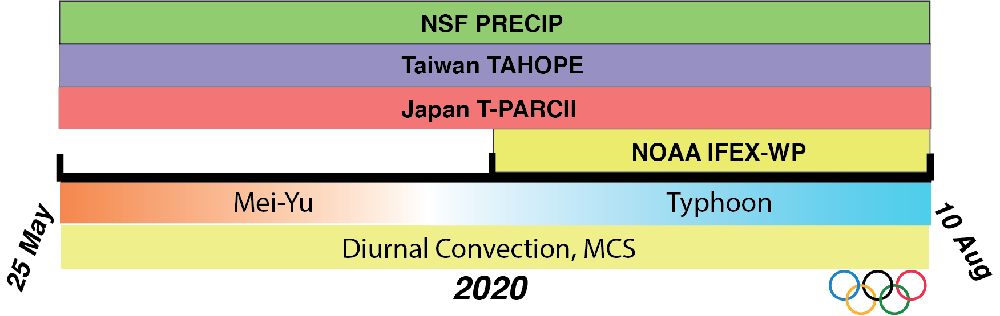 NSF PRECIP
Taiwan TAHOPE
Japan T-PARCII
NOAA IFEX-WP
Mei-Yu
Typhoon
Diurnal Convection, MCS
25 May
10 Aug
2020